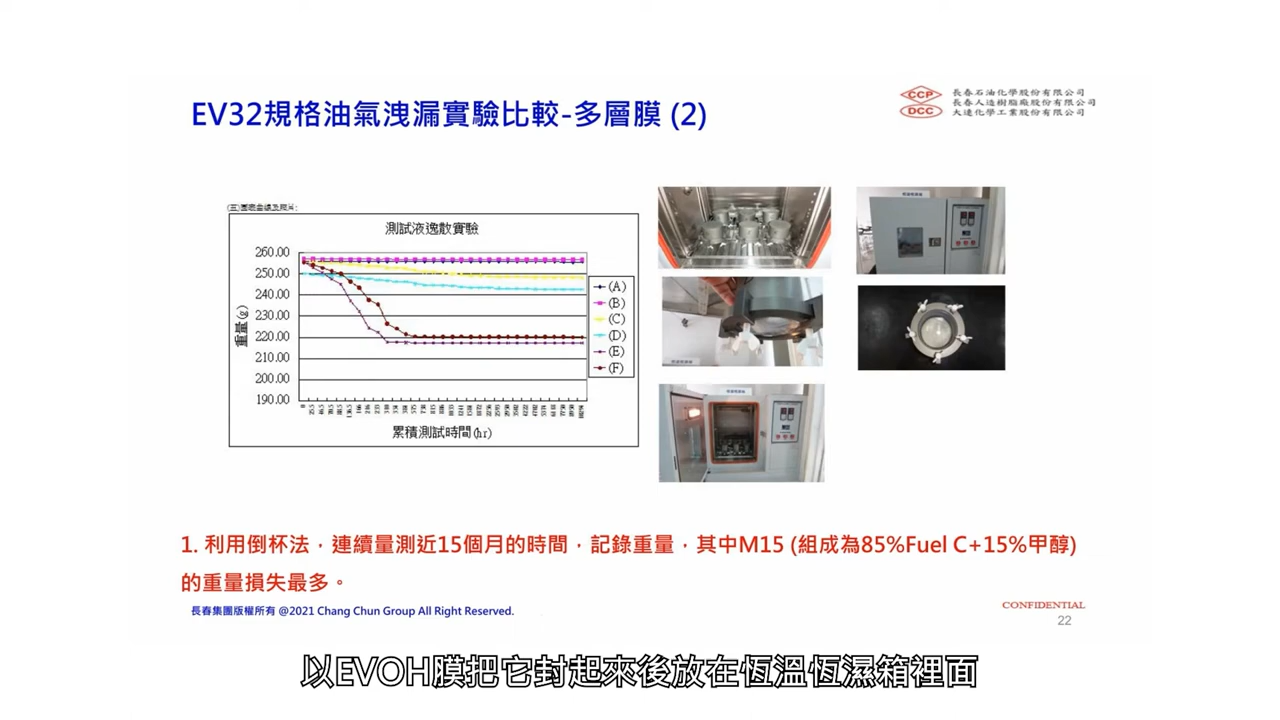 EV32規格油氣洩漏實驗比較-多層膜 (2)
CCP
DCC
長春石油化學股份有限公司
長春人造樹脂廠股份有限公司
大連化學工業股份有限公司
測試液逸散實驗
260.00
250.00
240.00
230.00
220.00
210.00
200.00
190.00
重量(g)
累積測試時間(hr)
(A)
(B)
(C)
(D)
(E)
(F)
1. 利用倒杯法，連續量測近15個月的時間，記錄重量，其中M15 (組成為85%Fuel C+15%甲醇)
的重量損失最多。
長春集團版權所有 @2021 Chang Chun Group All Right Reserved.
CONFIDENTIAL
22
以EVOH膜把它封起來後放在恆溫恆濕箱裡面